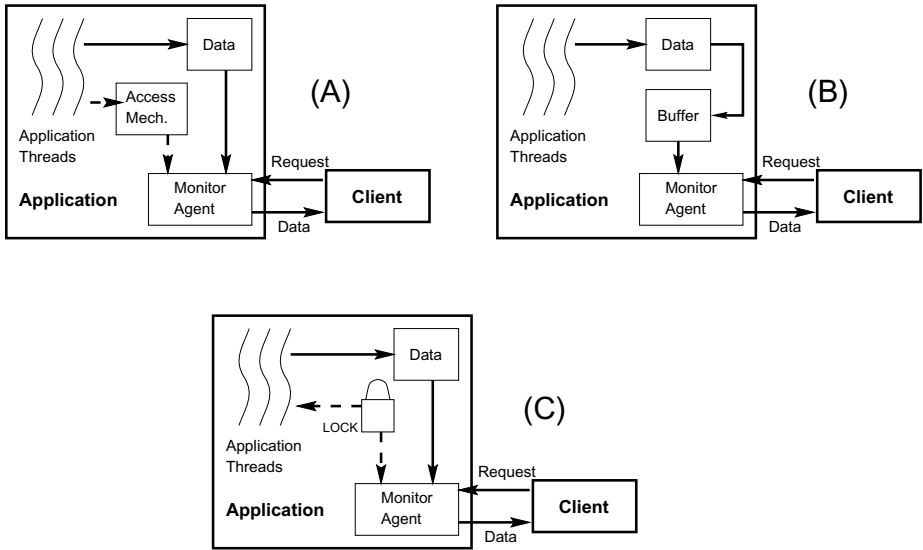 Data
Access
Mech.
(A)
Application
Threads
Request
Application
Monitor
Agent
Client
Data
Data
(B)
Buffer
Application
Threads
Request
Application
Monitor
Agent
Client
Data
Data
(C)
LOCK
Application
Threads
Request
Application
Monitor
Agent
Client
Data